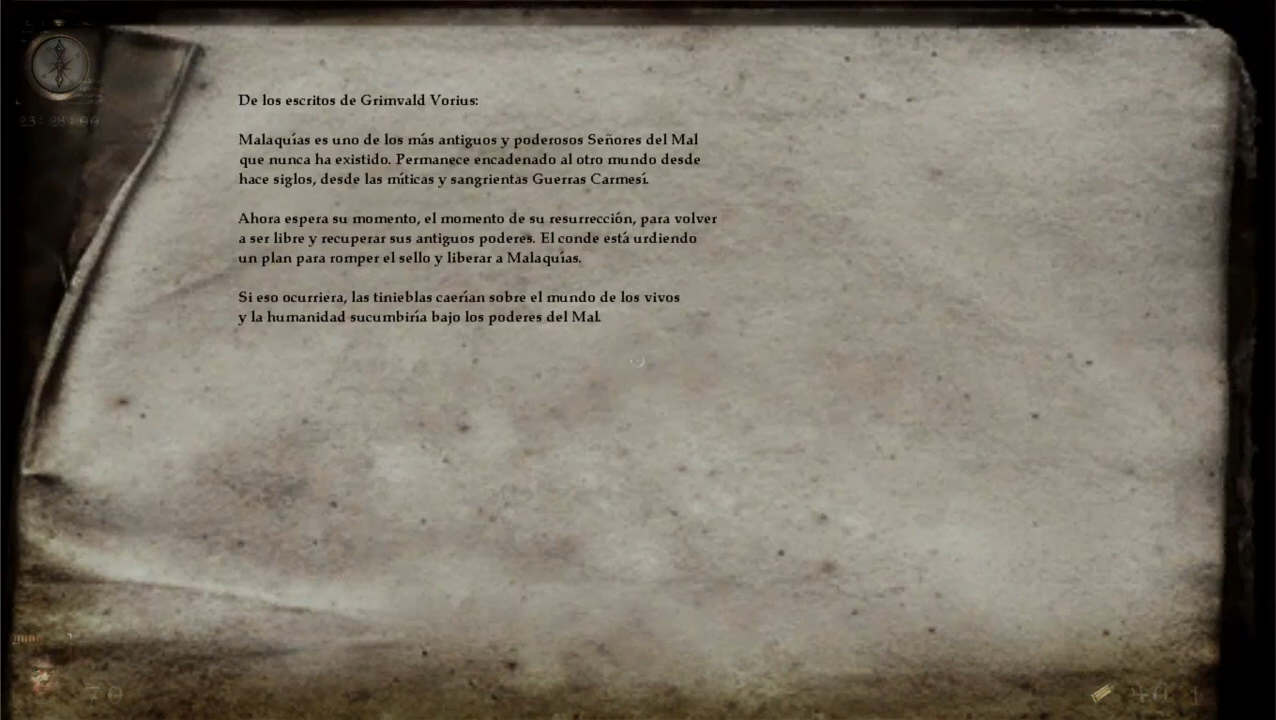 De los escritos de Grimvald Vorius:
Malaquías es uno de los más antiguos y poderosos Señores del Mal
que nunca ha existido. Permanece encadenado al otro mundo desde
hace siglos, desde las míticas y sangrientas Guerras Carmesí.
Ahora espera su momento, el momento de su resurrección, para volver
a ser libre y recuperar sus antiguos poderes. El conde está urdiendo
un plan para romper el sello y liberar a Malaquías.
Si eso ocurriera, las tinieblas caerían sobre el mundo de los vivos
y la humanidad sucumbiría bajo los poderes del Mal.